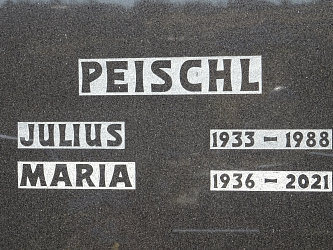 PEISCHL
JULIUS 1933 – 1988
MARIA 1936 – 2021